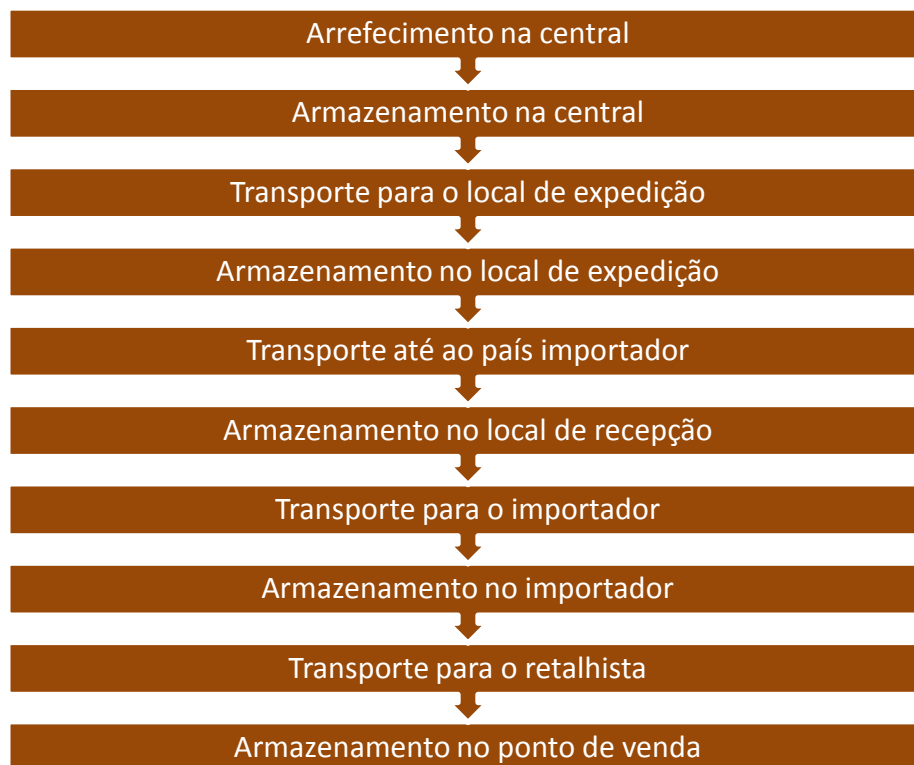 Arrefecimento na central
Armazenamento na central
Transporte para o local de expedição
Armazenamento no local de expedição
Transporte até ao país importador
Armazenamento no local de recepção
Transporte para o importador
Armazenamento no importador
Transporte para o retalhista
Armazenamento no ponto de venda